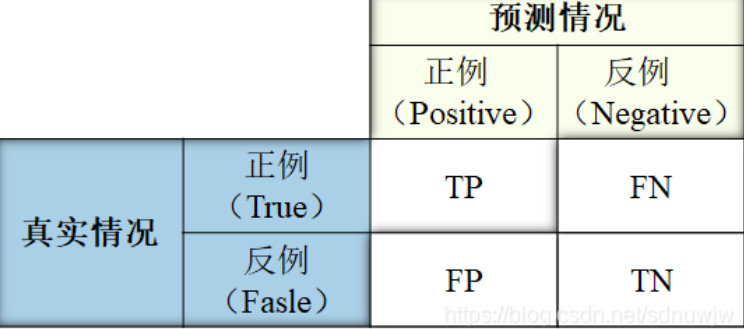 预测情况
正例
（Positive）
反例
（Negative）
真实情况
正例
（True）
TP
FN
反例
（Fasle）
FP
TN
https://blog.csdn.net/sdnuwjw